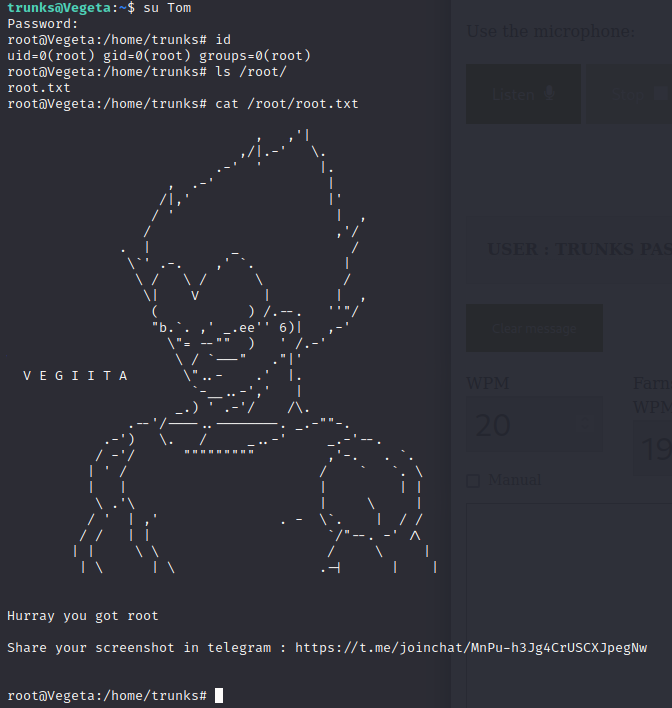 trunks@Vegeta:~$ su Tom
Password:
root@Vegeta:/home/trunks# id
uid=0(root) gid=0(root) groups=0(root)
root@Vegeta:/home/trunks# ls /root/
root.txt
root@Vegeta:/home/trunks# cat /root/root.txt
V E G I I T A
Hurray you got root
Share your screenshot in telegram : https://t.me/joinchat/MnPu-h3Jg4CrUSCXJpegNw
root@Vegeta:/home/trunks#
Use the microphone:
Listen
USER : TRUNKS PAS
Clear message
WPM
20
Farns
WPM
19
Manual